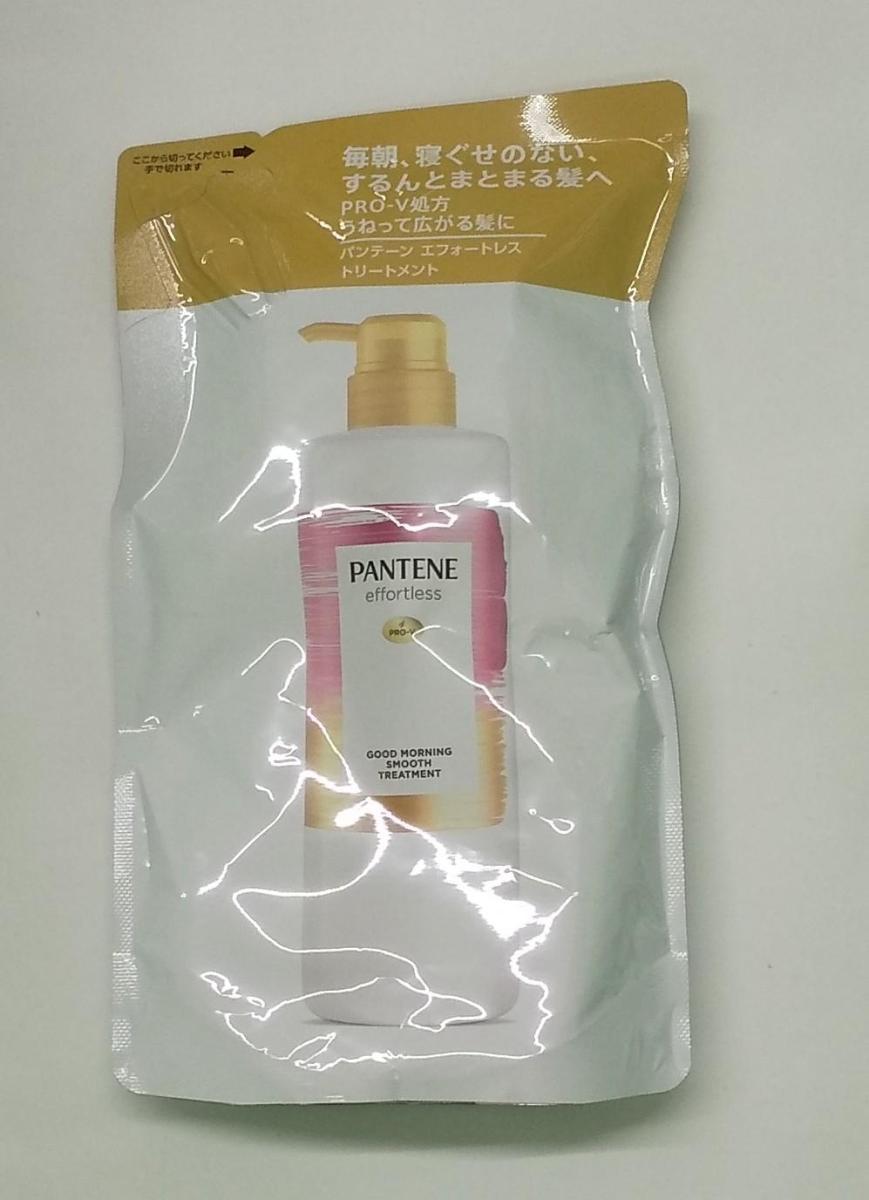 ここから切ってください
手で切れます
毎朝、寝ぐせのない、
するんとまとまる髪へ
PRO-V処方
うねって広がる髪に
パンテーン エフォートレス
トリートメント
PANTENE
effortless
PRO-V
GOOD MORNING
SMOOTH
TREATMENT